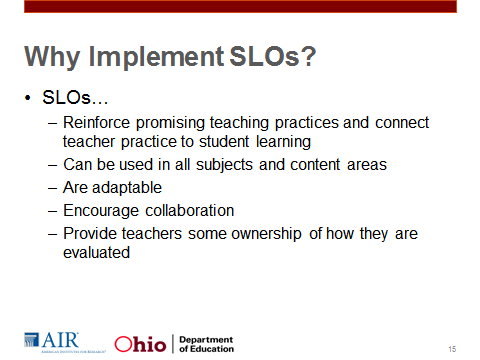 Why Implement SLOs?
• SLOs…
– Reinforce promising teaching practices and connect
teacher practice to student learning
– Can be used in all subjects and content areas
– Are adaptable
– Encourage collaboration
– Provide teachers some ownership of how they are
evaluated
AIR
AMERICAN INSTITUTES FOR RESEARCH
Ohio
Department
of Education
15